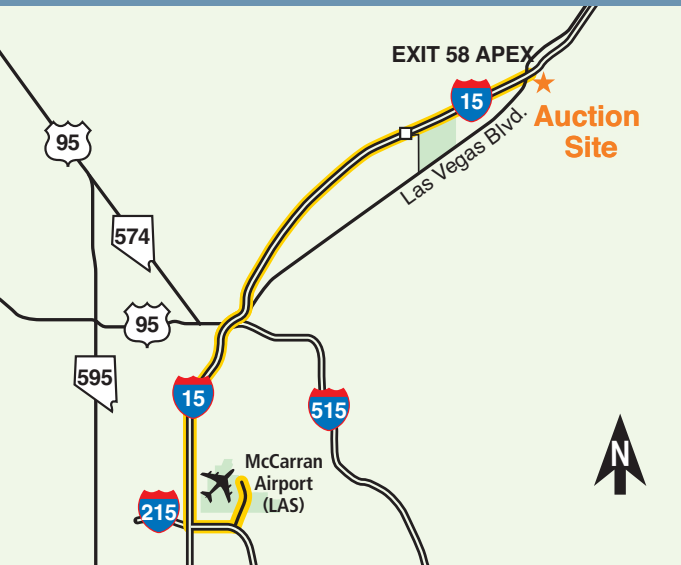 EXIT 58 APEX
15
Auction
Site
Las Vegas Blvd.
95
574
95
595
15
515
McCarran
Airport
(LAS)
215
N